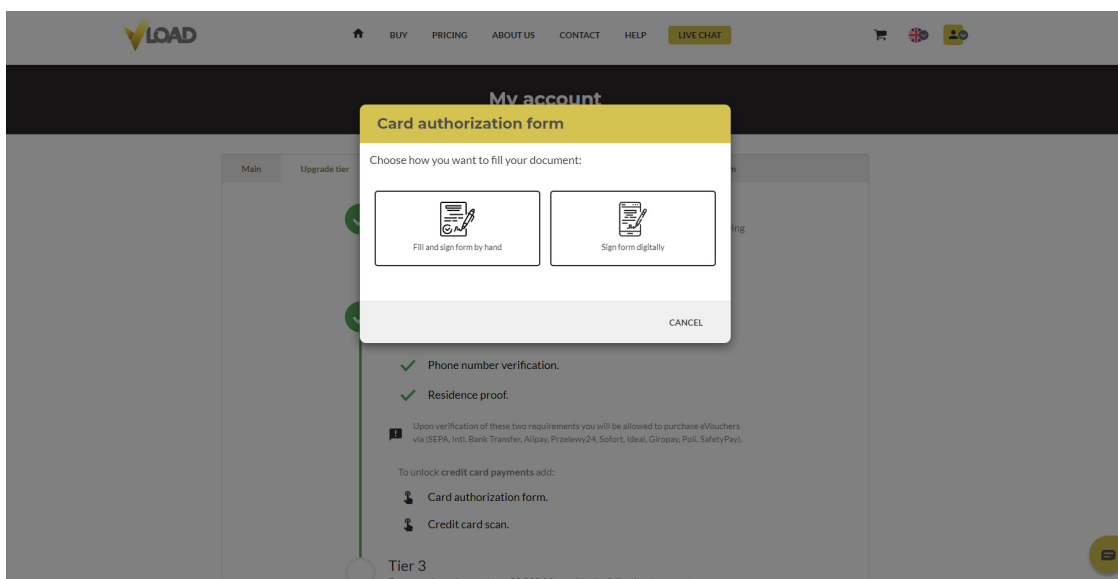 VLOAD
BUY PRICING ABOUT US CONTACT HELP LIVE CHAT
My account
Card authorization form
Choose how you want to fill your document:
Main Upgrade tier
Fill and sign form by hand Sign form digitally
CANCEL
Phone number verification.
Residence proof.
Upon verification of these two requirements you will be allowed to purchase eVouchers
via (SEPA, Intl. Bank Transfer, Alipay, Przelewy24, Sofort, Ideal, Giropay, Poli, SafetyPay).
To unlock credit card payments add:
Card authorization form.
Credit card scan.
Tier 3